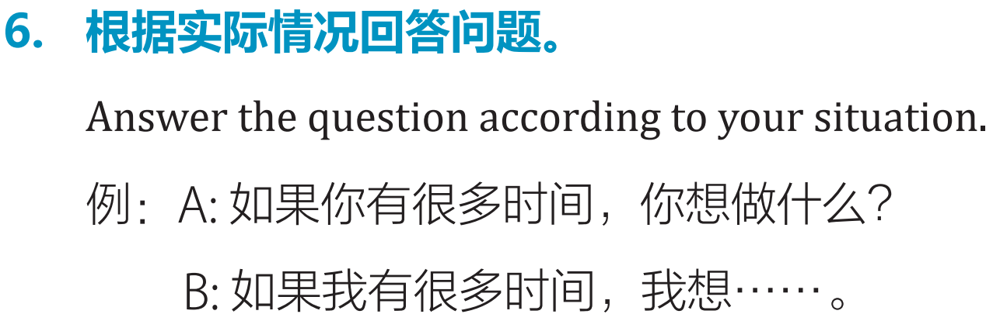 6. 根据实际情况回答问题。
Answer the question according to your situation.
例：A: 如果你有很多时间，你想做什么？
B: 如果我有很多时间，我想……。